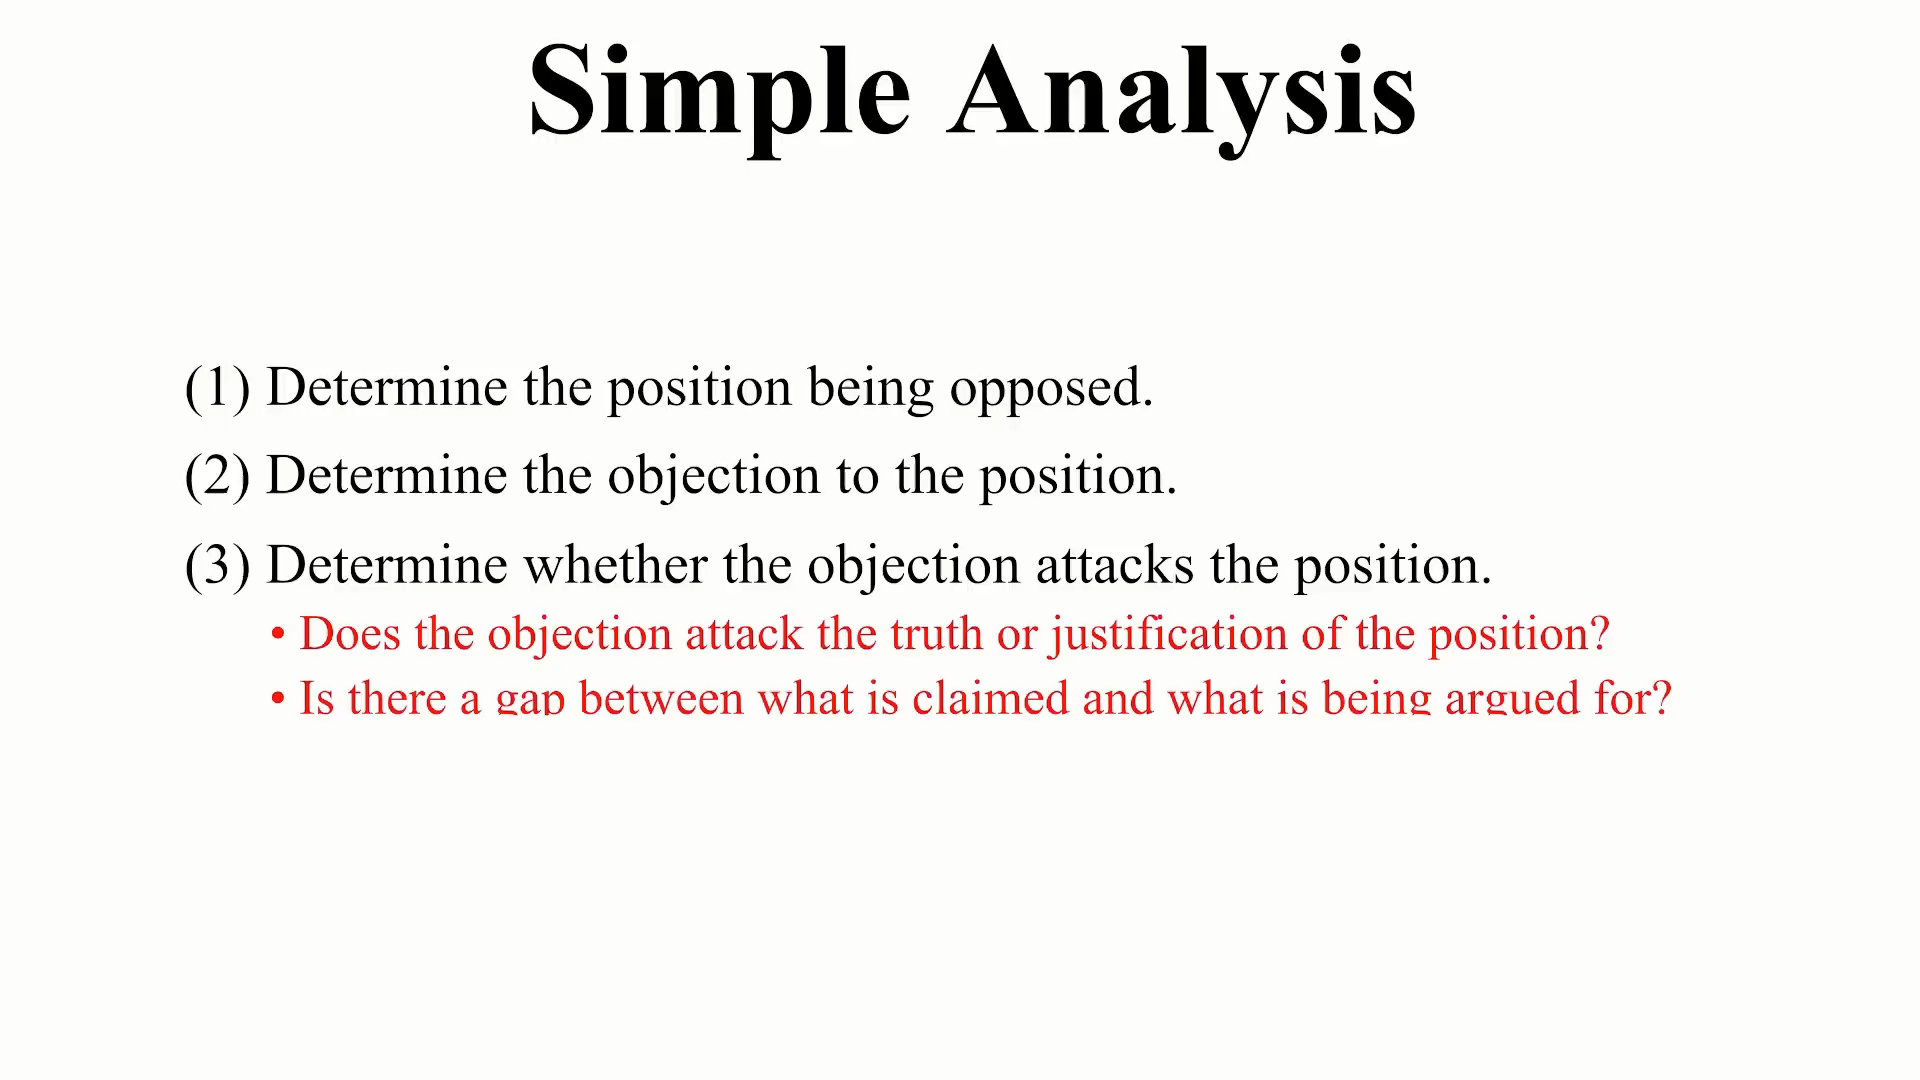 Simple Analysis
(1) Determine the position being opposed.
(2) Determine the objection to the position.
(3) Determine whether the objection attacks the position.
• Does the objection attack the truth or justification of the position?
• Is there a gap between what is claimed and what is being argued for?